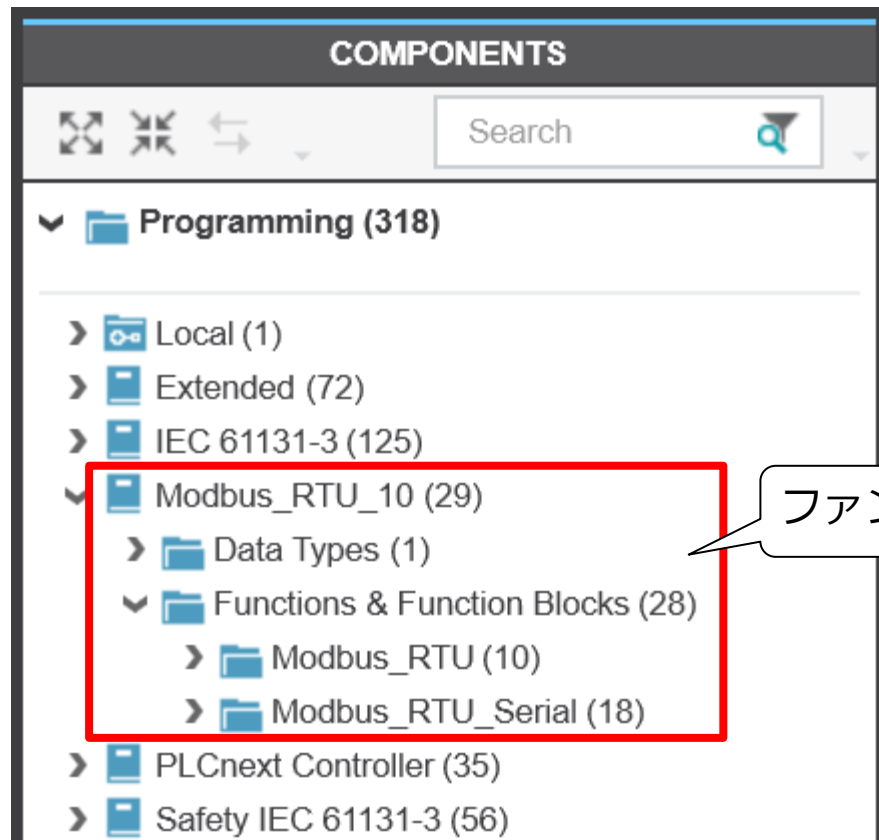 COMPONENTS
Search
Programming (318)
Local (1)
Extended (72)
IEC 61131-3 (125)
Modbus_RTU_10 (29)
ファン
Data Types (1)
Functions & Function Blocks (28)
Modbus_RTU (10)
Modbus_RTU_Serial (18)
PLCnext Controller (35)
Safety IEC 61131-3 (56)